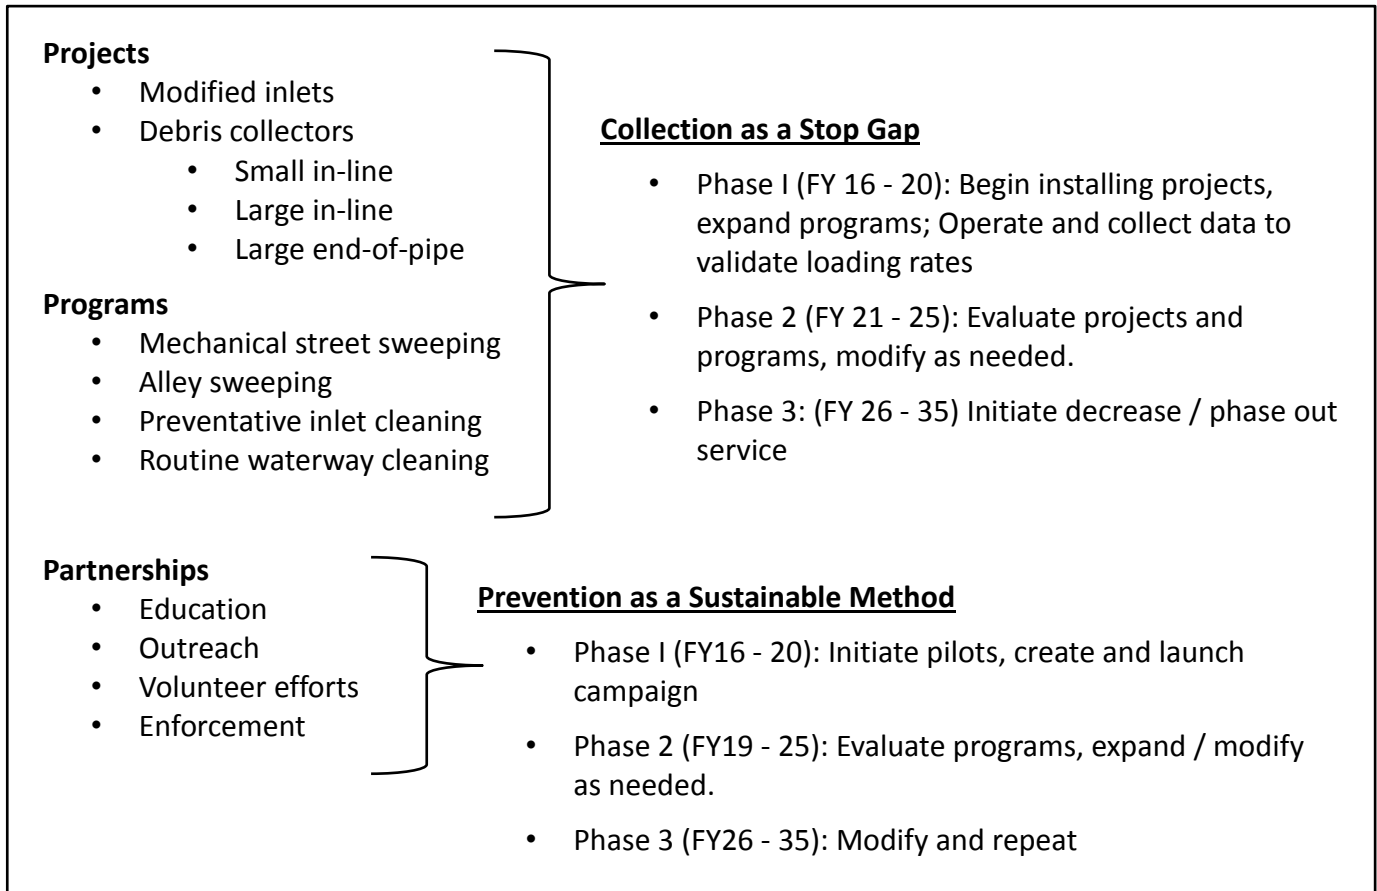 Projects
• Modified inlets
• Debris collectors
• Small in-line
• Large in-line
• Large end-of-pipe
Programs
• Mechanical street sweeping
• Alley sweeping
• Preventative inlet cleaning
• Routine waterway cleaning
Collection as a Stop Gap
• Phase I (FY 16 - 20): Begin installing projects,
expand programs; Operate and collect data to
validate loading rates
• Phase 2 (FY 21 - 25): Evaluate projects and
programs, modify as needed.
• Phase 3: (FY 26 - 35) Initiate decrease / phase out
service
Partnerships
• Education
• Outreach
• Volunteer efforts
• Enforcement
Prevention as a Sustainable Method
• Phase I (FY16 - 20): Initiate pilots, create and launch
campaign
• Phase 2 (FY19 - 25): Evaluate programs, expand / modify
as needed.
• Phase 3 (FY26 - 35): Modify and repeat